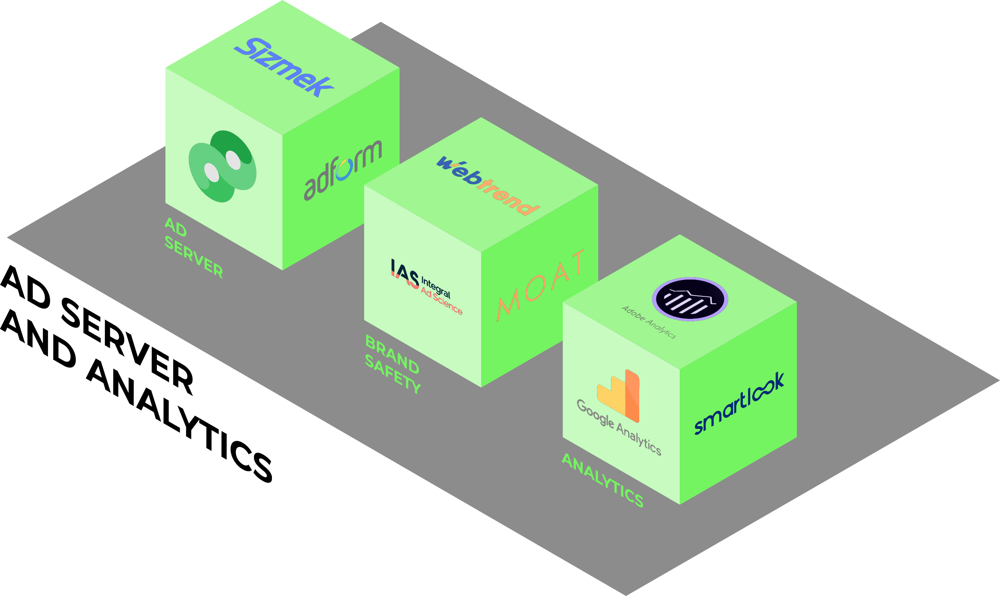 Sizmek
adform
AD
SERVER
webtrend
IAS Integral
Ad Science
MOAT
BRAND
SAFETY
Adobe Analytics
Google Analytics
smartlook
ANALYTICS
AD SERVER
AND ANALYTICS